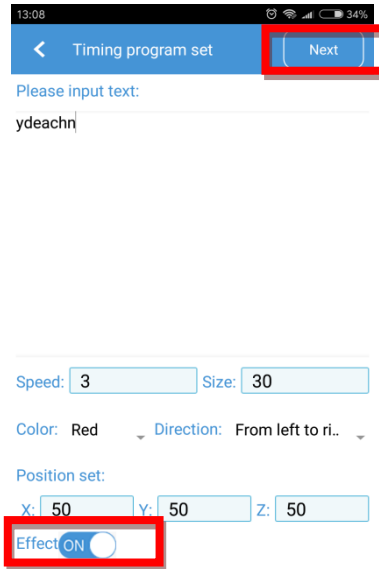 13:08 34%
Timing program set Next
Please input text:
ydeachn
Speed: 3 Size: 30
Color: Red Direction: From left to ri..
Position set:
X: 50 Y: 50 Z: 50
Effect ON